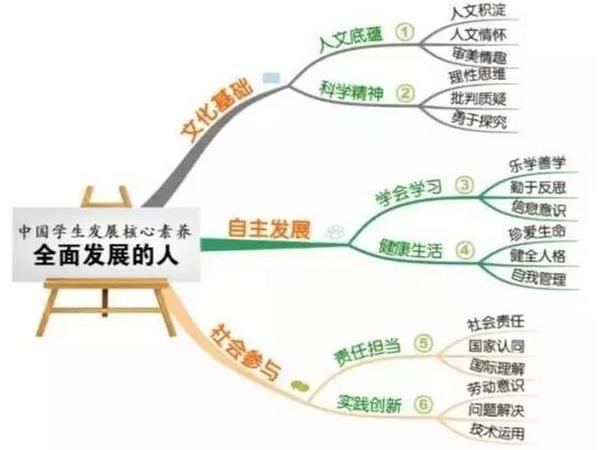 中国学生发展核心素养
全面发展的人
文化基础
人文底蕴 ①
人文积淀
人文情怀
审美情趣
科学精神 ②
理性思维
批判质疑
勇于探究
自主发展
学会学习 ③
乐学善学
勤于反思
信息意识
健康生活 ④
珍爱生命
健全人格
自我管理
社会参与
责任担当 ⑤
社会责任
国家认同
国际理解
实践创新 ⑥
劳动意识
问题解决
技术运用